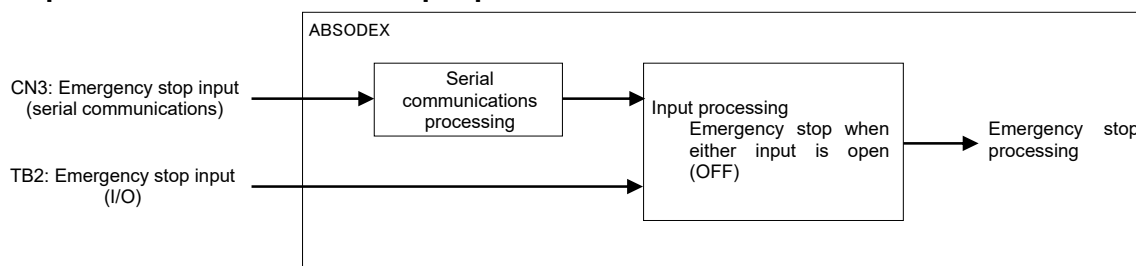 ABSODEX
CN3: Emergency stop input
(serial communications)
Serial
communications
processing
Input processing
Emergency stop when
either input is open
(OFF)
Emergency stop
processing
TB2: Emergency stop input
(I/O)